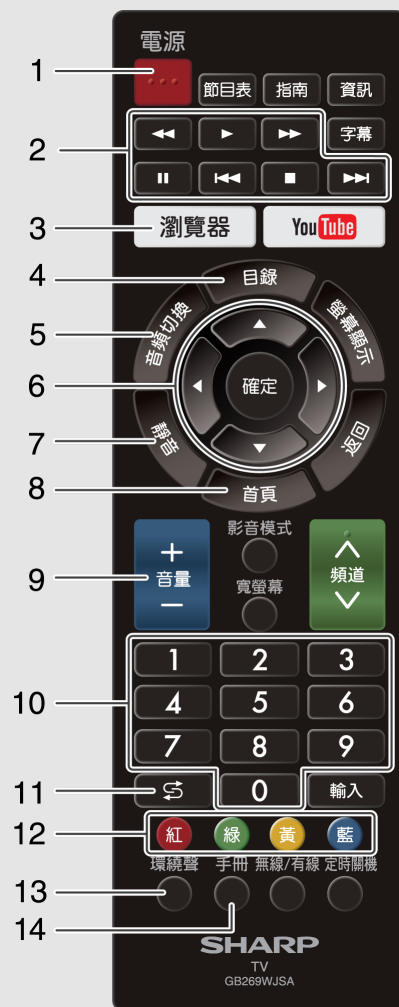 電源
1
節目表 指南 資訊
2
字幕
3 瀏覽器 YouTube
4 目錄
5 音頻切換 螢幕顯示
6 確定
7 靜音 返回
8 首頁
影音模式
+ ∧
9 音量 寬螢幕 頻道
− ∨
1 2 3
10 4 5 6
7 8 9
11 0 輸入
12 紅 綠 黃 藍
環繞聲 手冊 無線/有線 定時關機
13
14
SHARP
TV
GB269WJSA